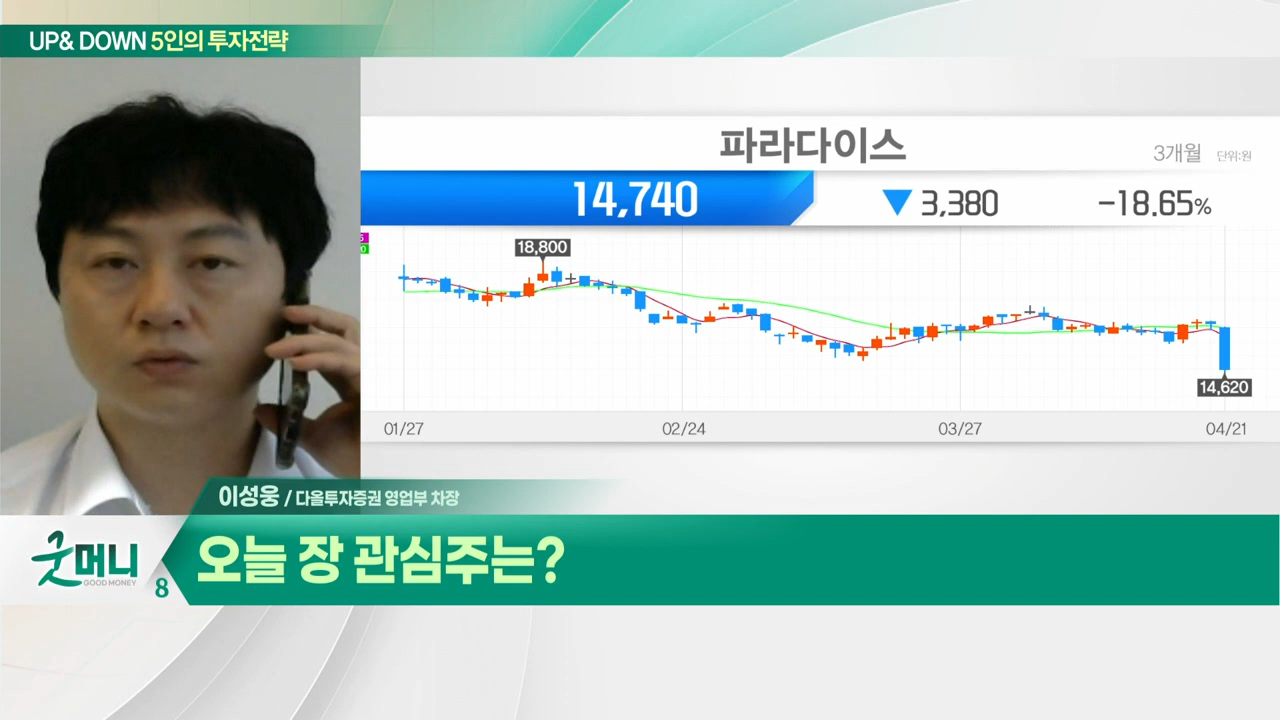 UP& DOWN 5인의 투자전략
파라다이스
3개월 단위:원
14,740 ▼ 3,380 -18.65%
18,800
14,620
01/27 02/24 03/27 04/21
이성웅 / 다올투자증권 영업부 차장
굿머니
GOOD MONEY
8
오늘 장 관심주는?